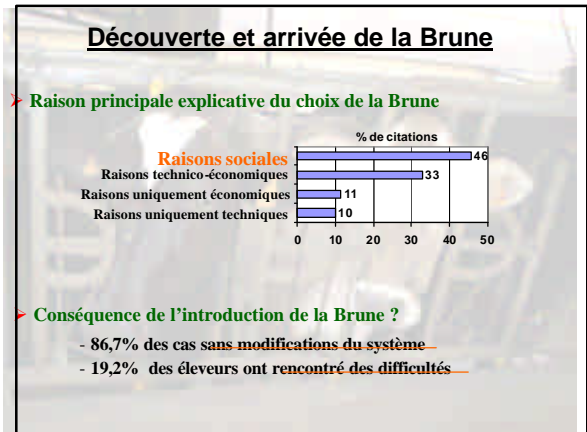 Découverte et arrivée de la Brune
Raison principale explicative du choix de la Brune
% de citations
Raisons sociales 46
Raisons technico-économiques 33
Raisons uniquement économiques 11
Raisons uniquement techniques 10
0 10 20 30 40 50
Conséquence de l'introduction de la Brune ?
- 86,7% des cas sans modifications du système
- 19,2% des éleveurs ont rencontré des difficultés